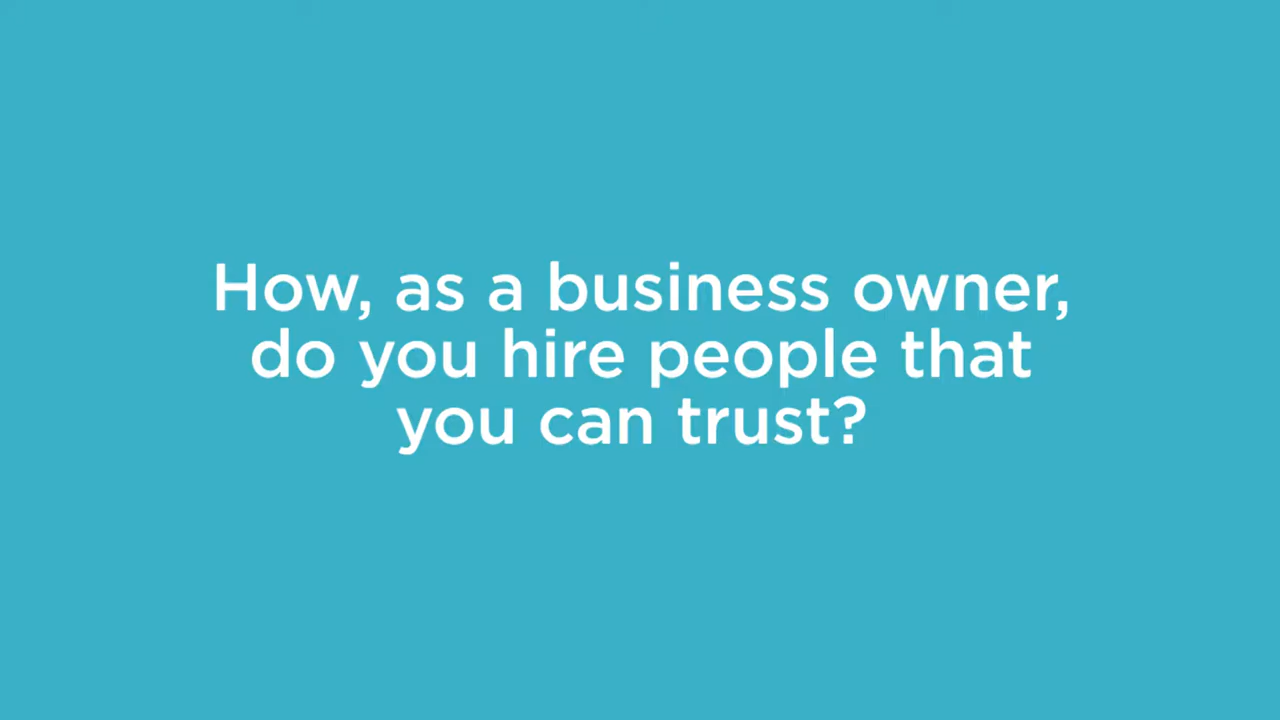 How, as a business owner,
do you hire people that
you can trust?